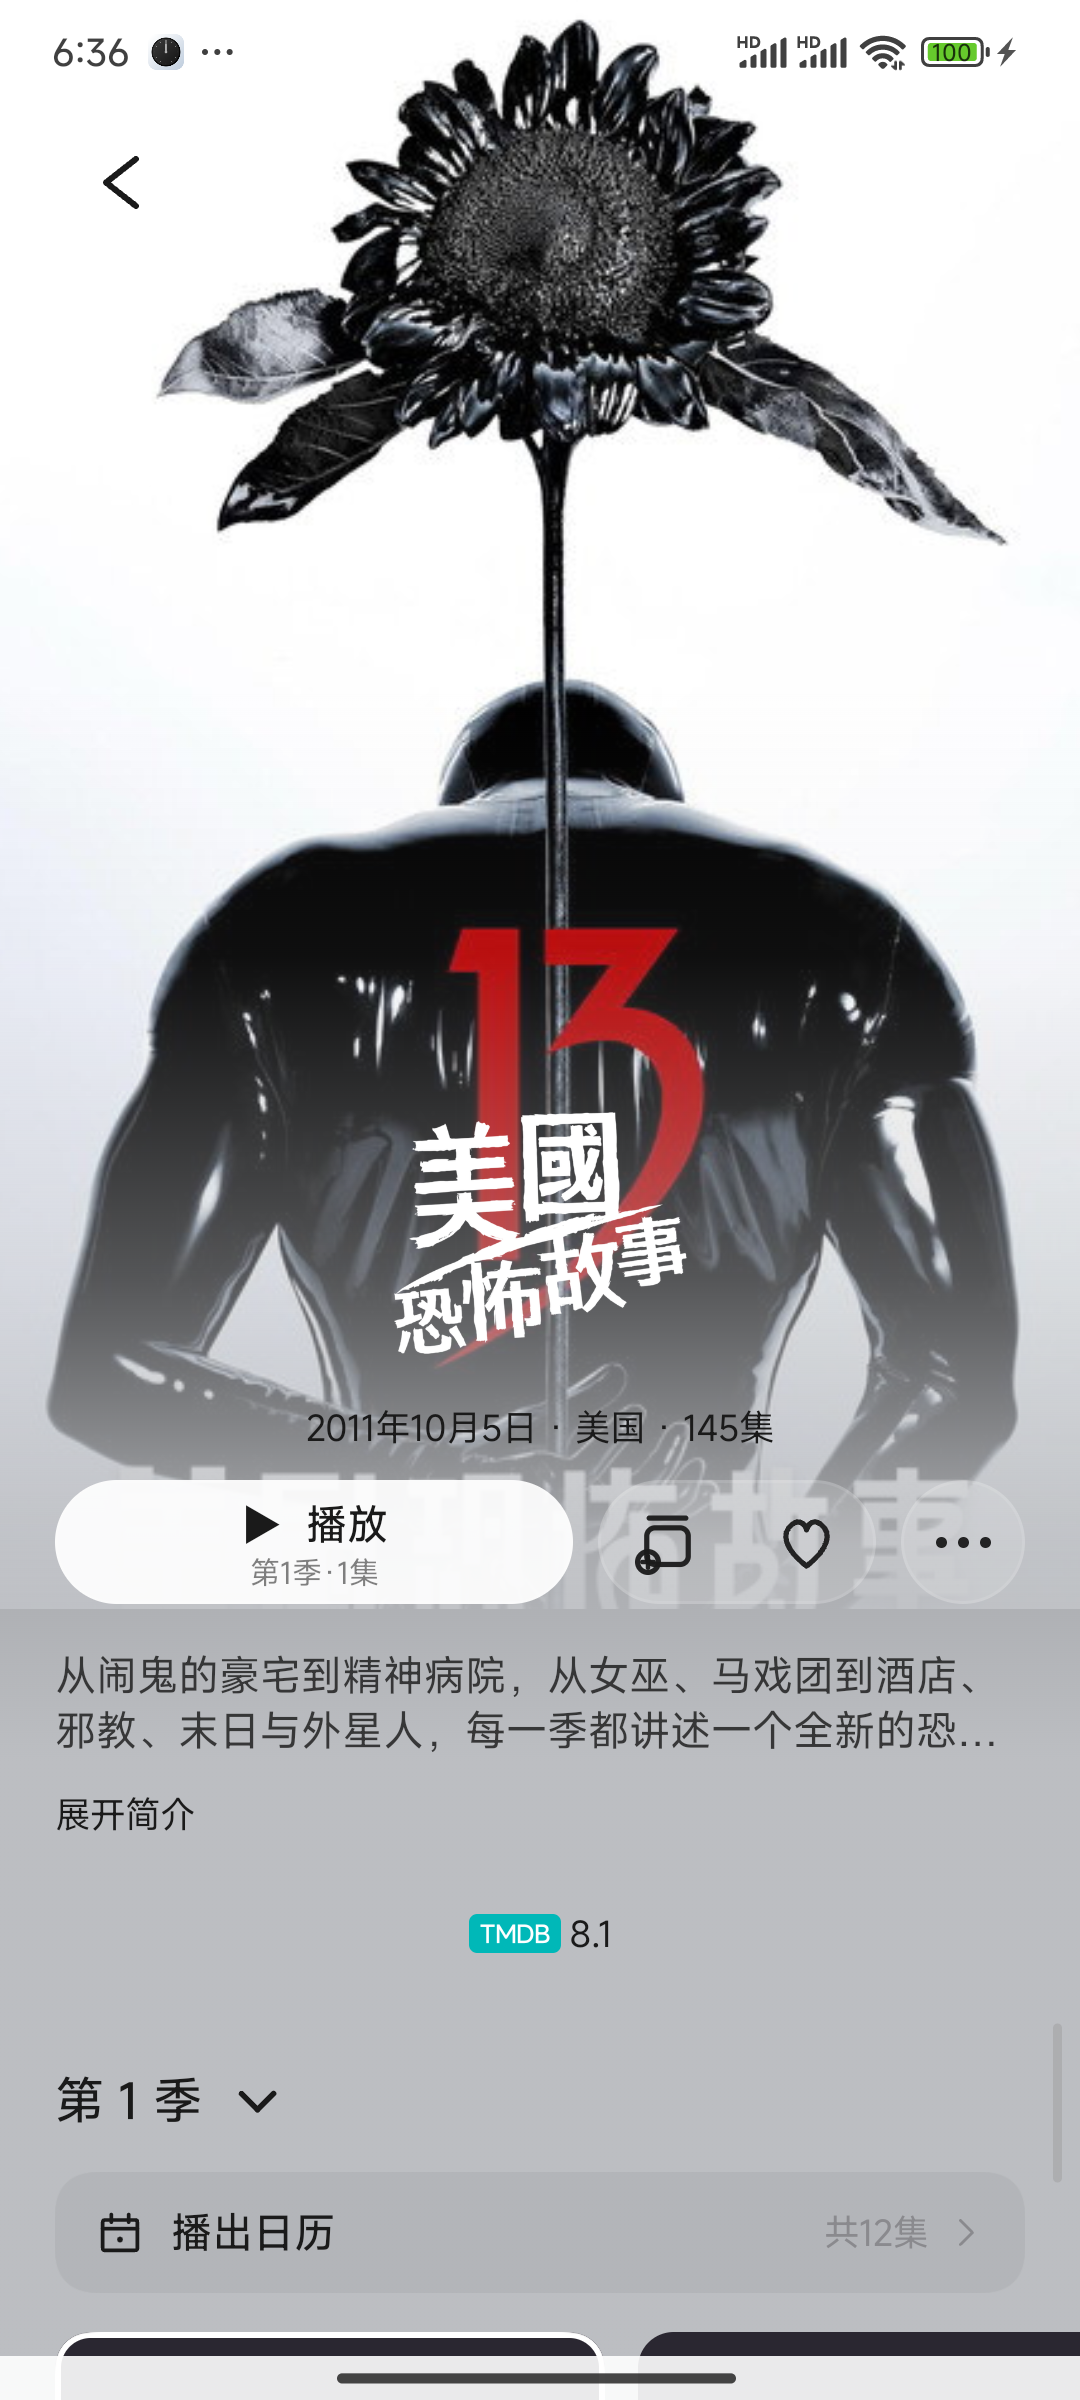 6:36
HD HD 100
13
美國
恐怖故事
2011年10月5日 · 美国 · 145集
播放
第1季·1集
从闹鬼的豪宅到精神病院，从女巫、马戏团到酒店、
邪教、末日与外星人，每一季都讲述一个全新的恐...
展开简介
TMDB 8.1
第 1 季
播出日历
共12集